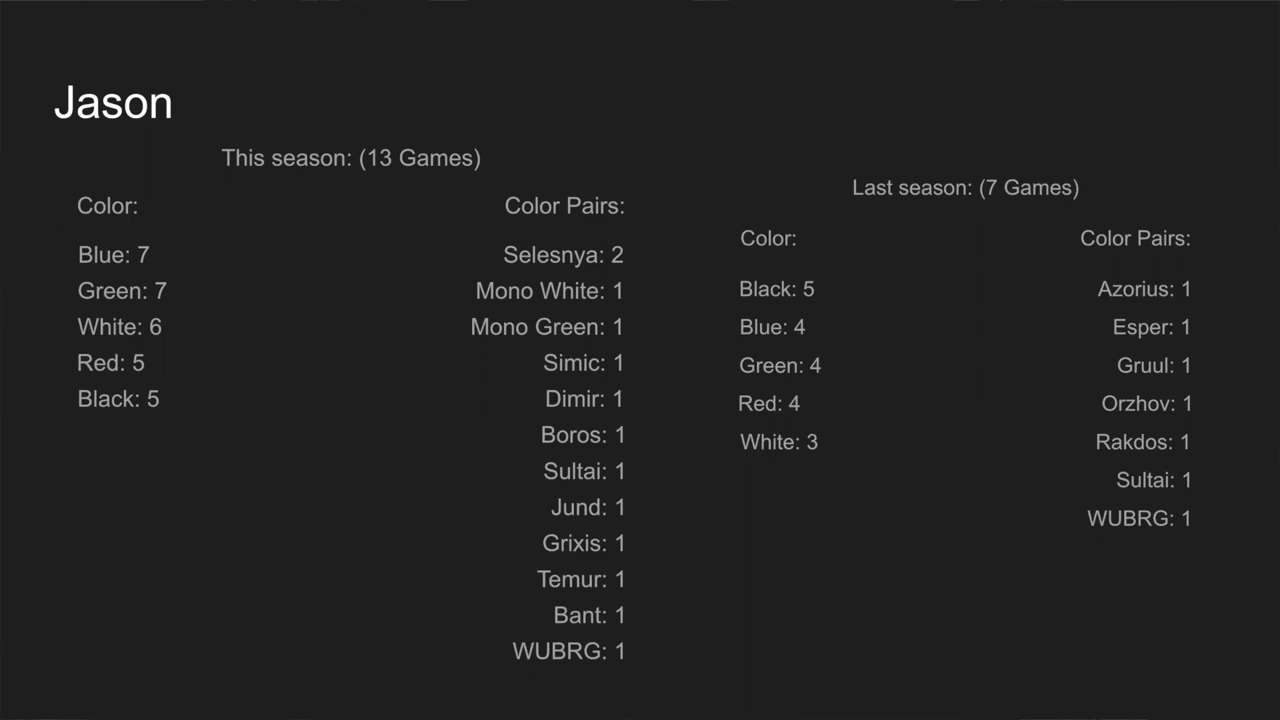 Jason
This season: (13 Games)
Color:
Blue: 7
Green: 7
White: 6
Red: 5
Black: 5
Color Pairs:
Selesnya: 2
Mono White: 1
Mono Green: 1
Simic: 1
Dimir: 1
Boros: 1
Sultai: 1
Jund: 1
Grixis: 1
Temur: 1
Bant: 1
WUBRG: 1
Last season: (7 Games)
Color:
Black: 5
Blue: 4
Green: 4
Red: 4
White: 3
Color Pairs:
Azorius: 1
Esper: 1
Gruul: 1
Orzhov: 1
Rakdos: 1
Sultai: 1
WUBRG: 1